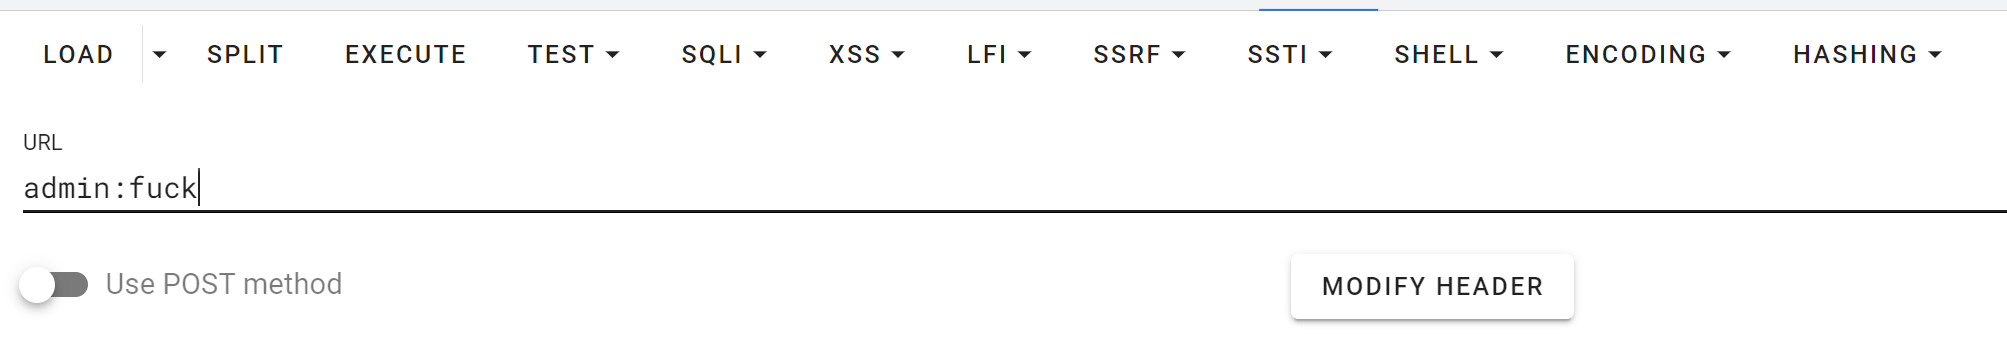 LOAD SPLIT EXECUTE TEST SQLI XSS LFI SSRF SSTI SHELL ENCODING HASHING
URL
admin:fuck
Use POST method MODIFY HEADER